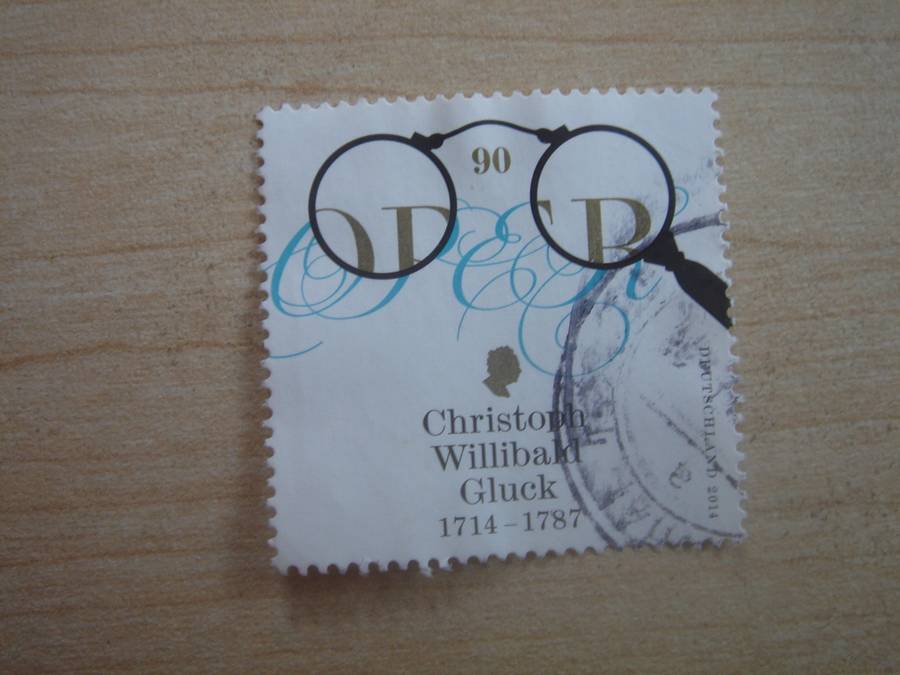 90
OPER
Christoph
Willibald
Gluck
1714 – 1787
DEUTSCHLAND 2014